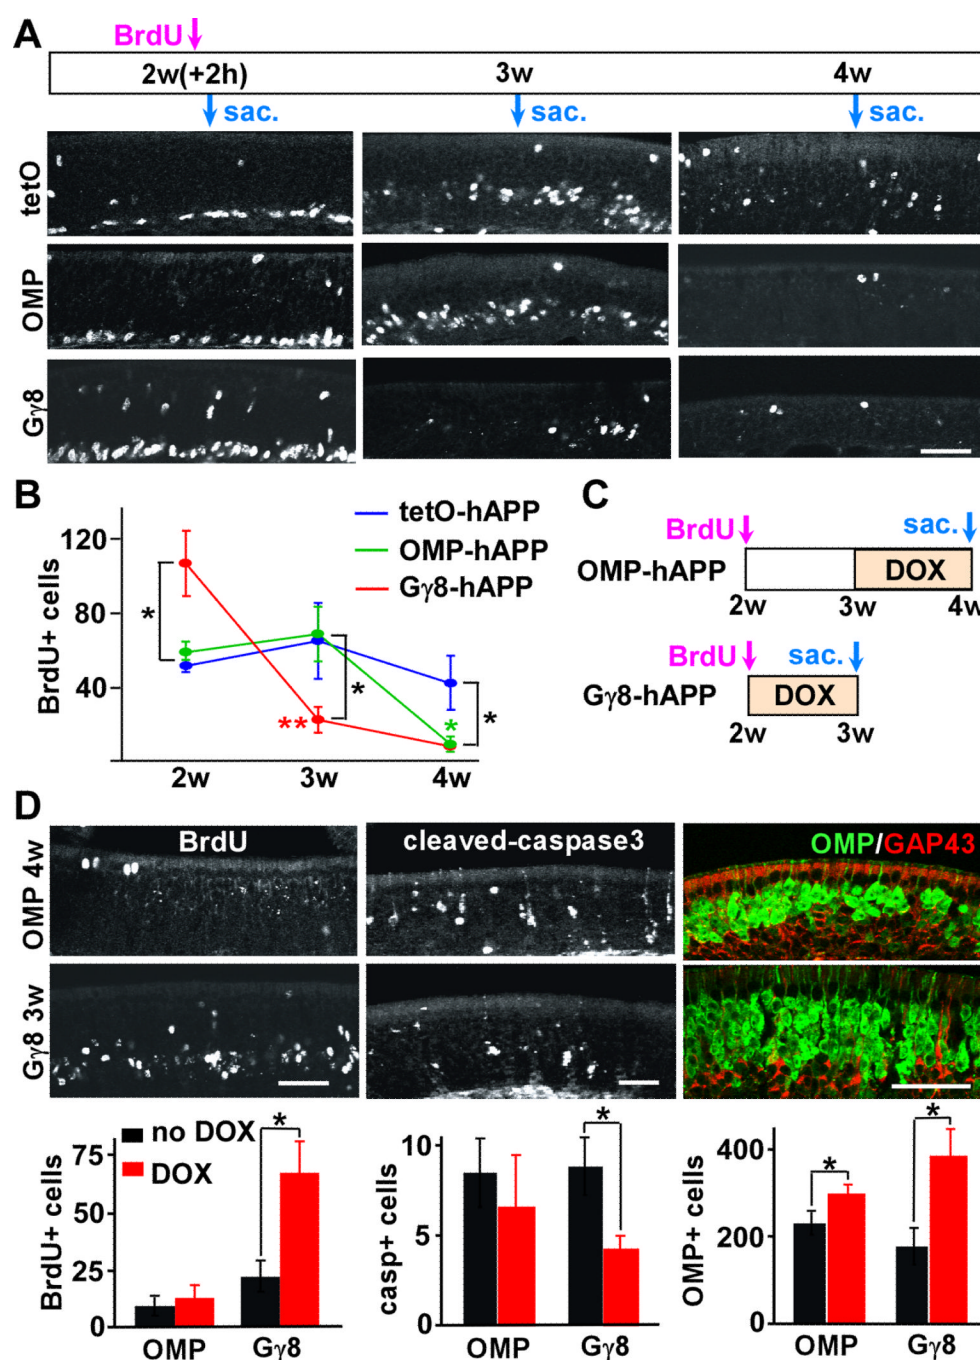 A
BrdU
2w(+2h) 3w 4w
sac. sac. sac.
tetO
OMP
Gγ8
B
BrdU+ cells
120
80
40
2w 3w 4w
tetO-hAPP
OMP-hAPP
Gγ8-hAPP
*
**
*
*
*
C
BrdU sac.
OMP-hAPP DOX
2w 3w 4w
BrdU sac.
Gγ8-hAPP DOX
2w 3w
D
BrdU cleaved-caspase3 OMP/GAP43
OMP 4w
Gγ8 3w
BrdU+ cells
75
50
25
0
no DOX
DOX
*
OMP Gγ8
casp+ cells
10
5
0
*
OMP Gγ8
OMP+ cells
400
200
0
*
*
OMP Gγ8